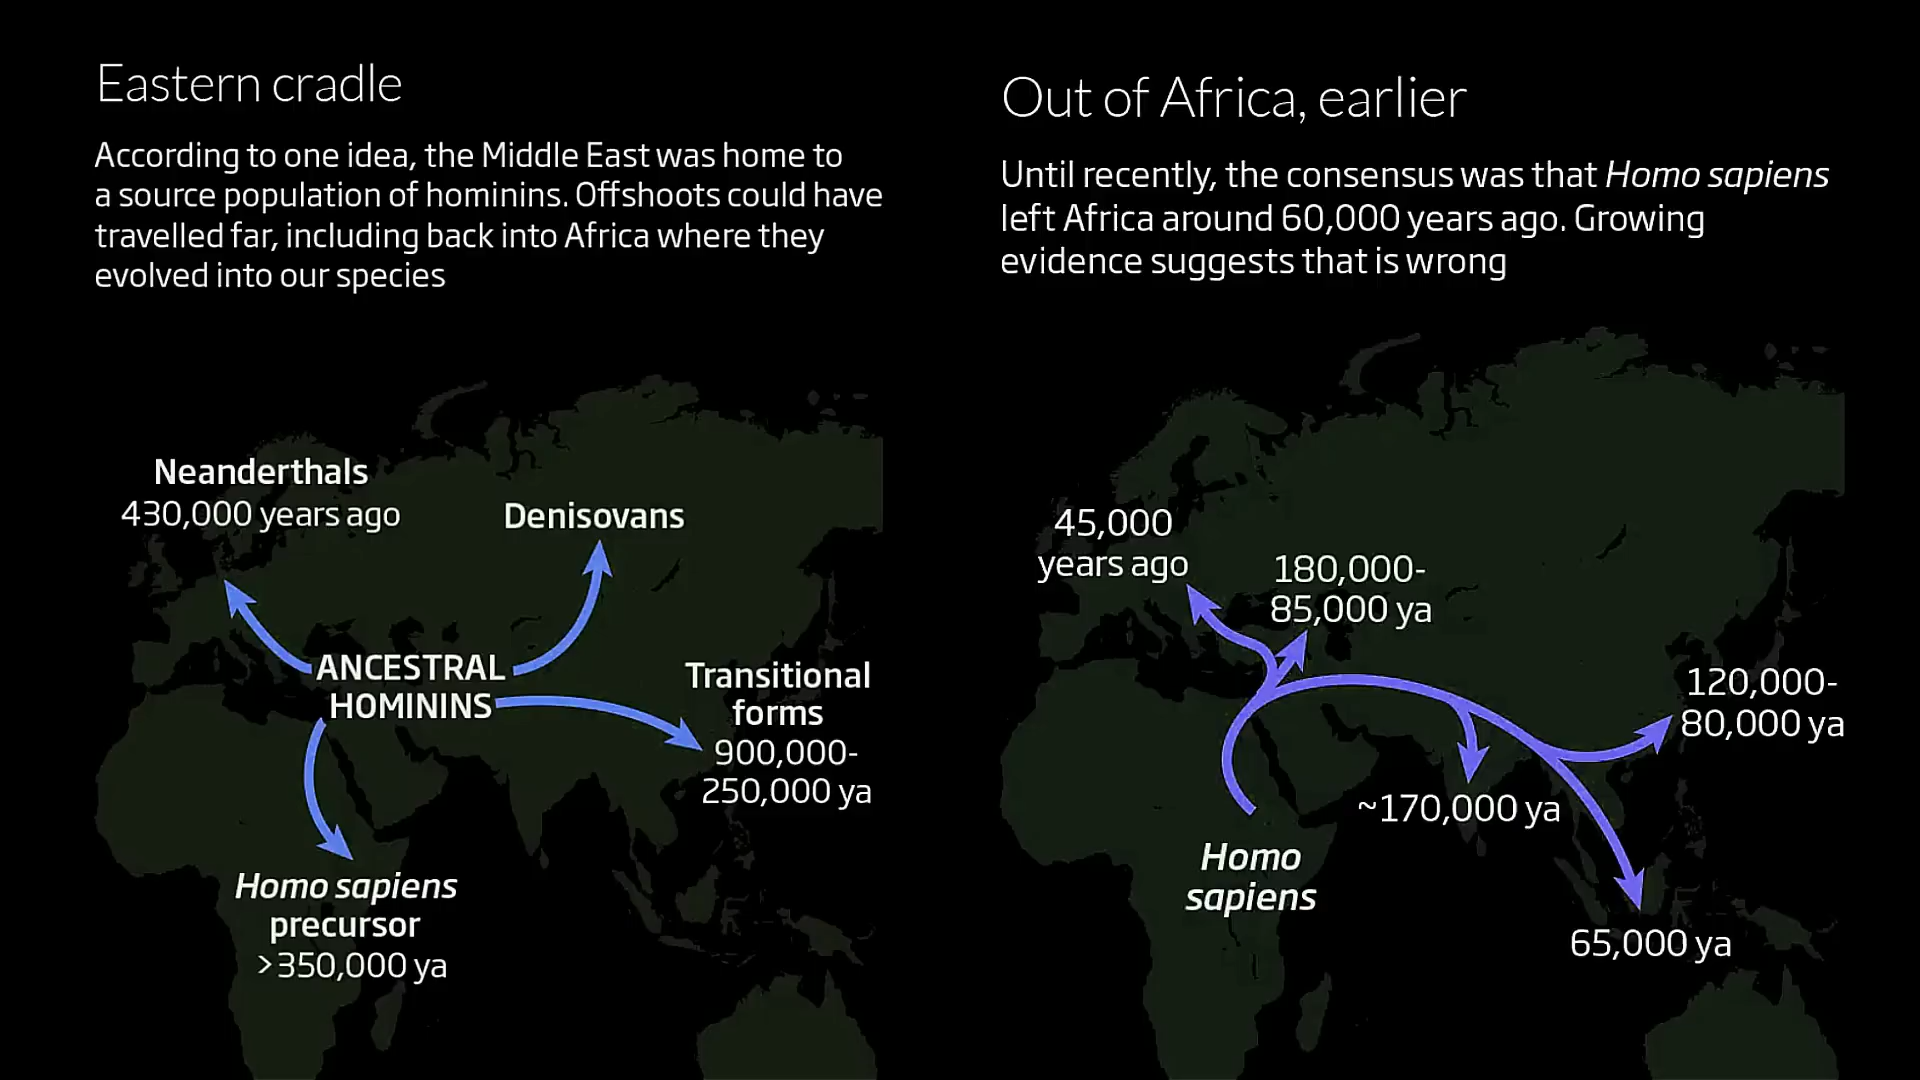 Eastern cradle
According to one idea, the Middle East was home to
a source population of hominins. Offshoots could have
travelled far, including back into Africa where they
evolved into our species
Neanderthals
430,000 years ago
Denisovans
ANCESTRAL
HOMININS
Transitional
forms
900,000-
250,000 ya
Homo sapiens
precursor
>350,000 ya
Out of Africa, earlier
Until recently, the consensus was that Homo sapiens
left Africa around 60,000 years ago. Growing
evidence suggests that is wrong
45,000
years ago
180,000-
85,000 ya
120,000-
80,000 ya
~170,000 ya
Homo
sapiens
65,000 ya